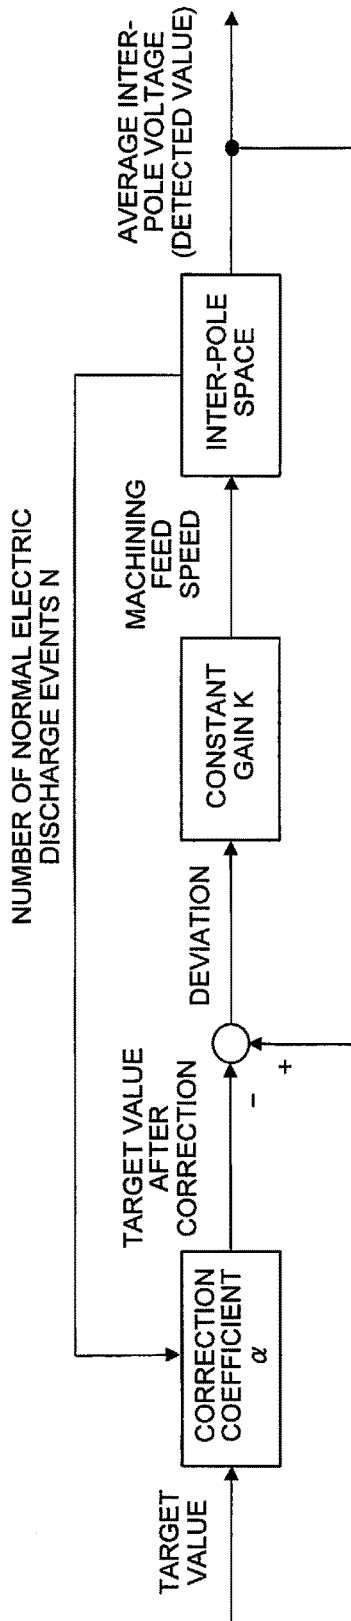 NUMBER OF NORMAL ELECTRIC
DISCHARGE EVENTS N
TARGET
VALUE
CORRECTION
COEFFICIENT
α
TARGET VALUE
AFTER
CORRECTION
−
+
DEVIATION
CONSTANT
GAIN K
MACHINING
FEED
SPEED
INTER-POLE
SPACE
AVERAGE INTER-
POLE VOLTAGE
(DETECTED VALUE)